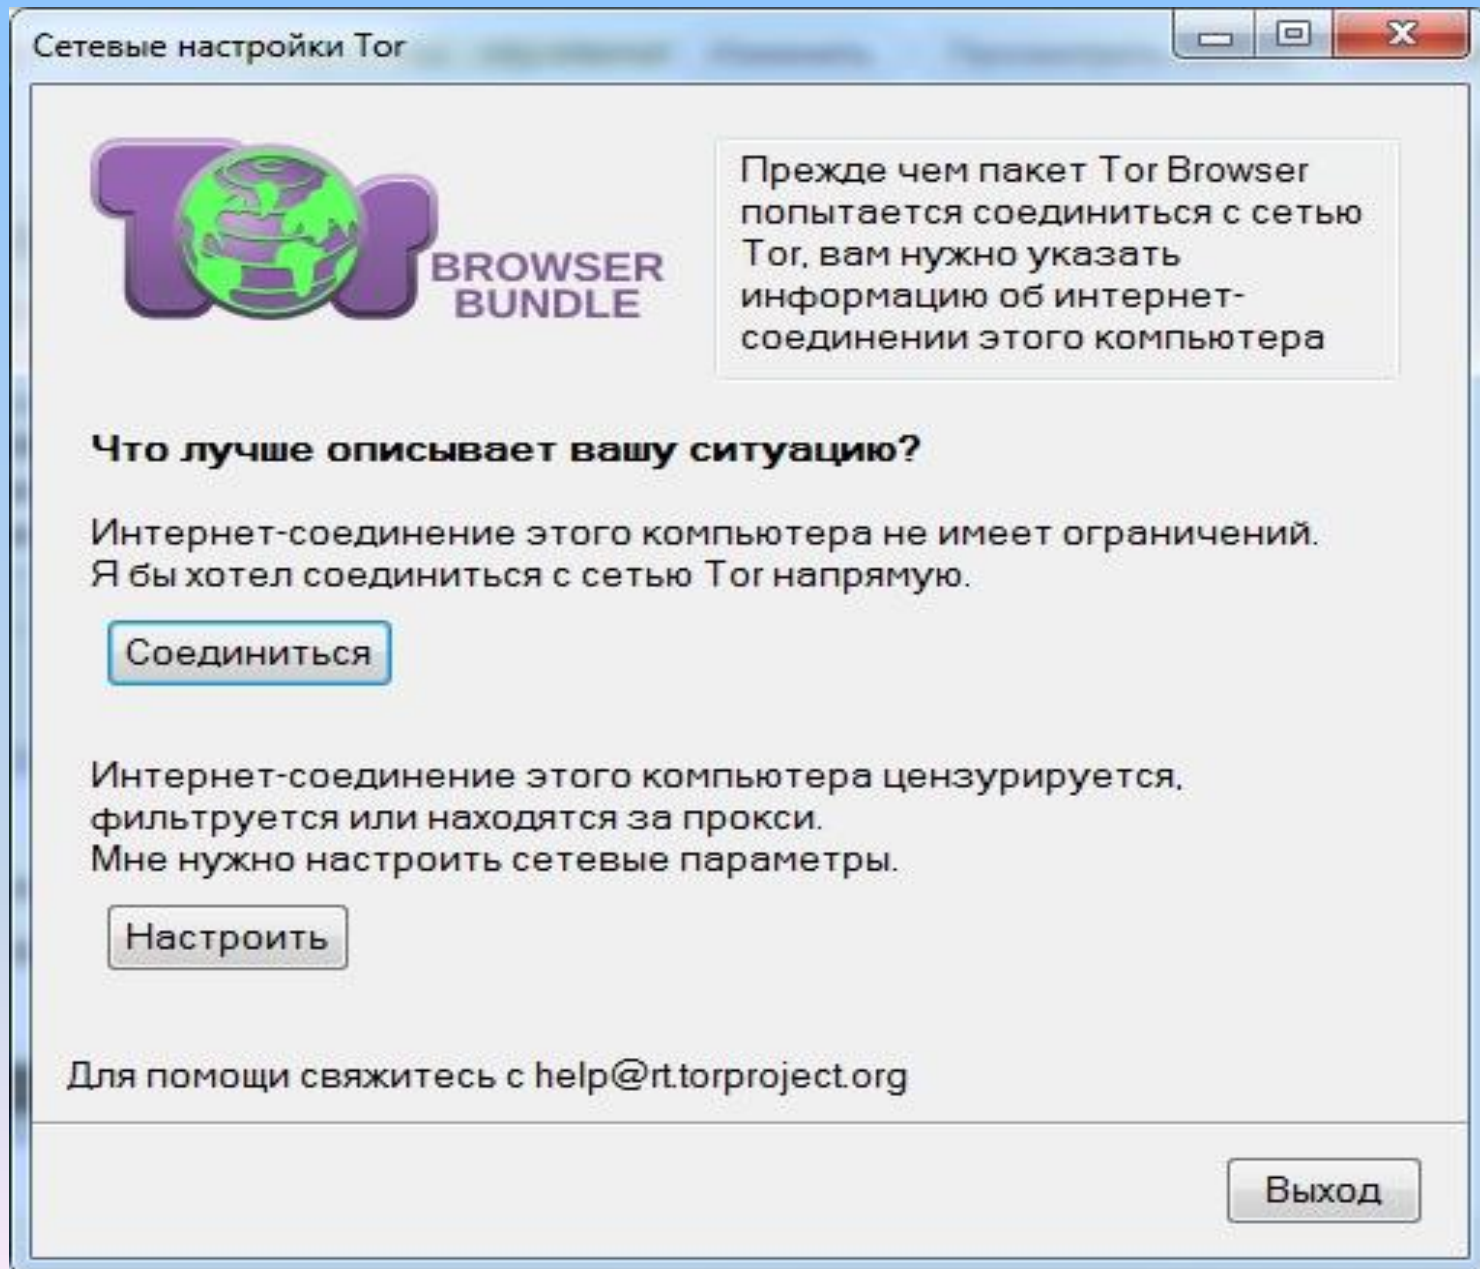 Сетевые настройки Tor
Tor
BROWSER
BUNDLE
Прежде чем пакет Tor Browser
попытается соединиться с сетью
Tor, вам нужно указать
информацию об интернет-
соединении этого компьютера
Что лучше описывает вашу ситуацию?
Интернет-соединение этого компьютера не имеет ограничений.
Я бы хотел соединиться с сетью Tor напрямую.
Соединиться
Интернет-соединение этого компьютера цензурируется,
фильтруется или находятся за прокси.
Мне нужно настроить сетевые параметры.
Настроить
Для помощи свяжитесь с help@rt.torproject.org
Выход